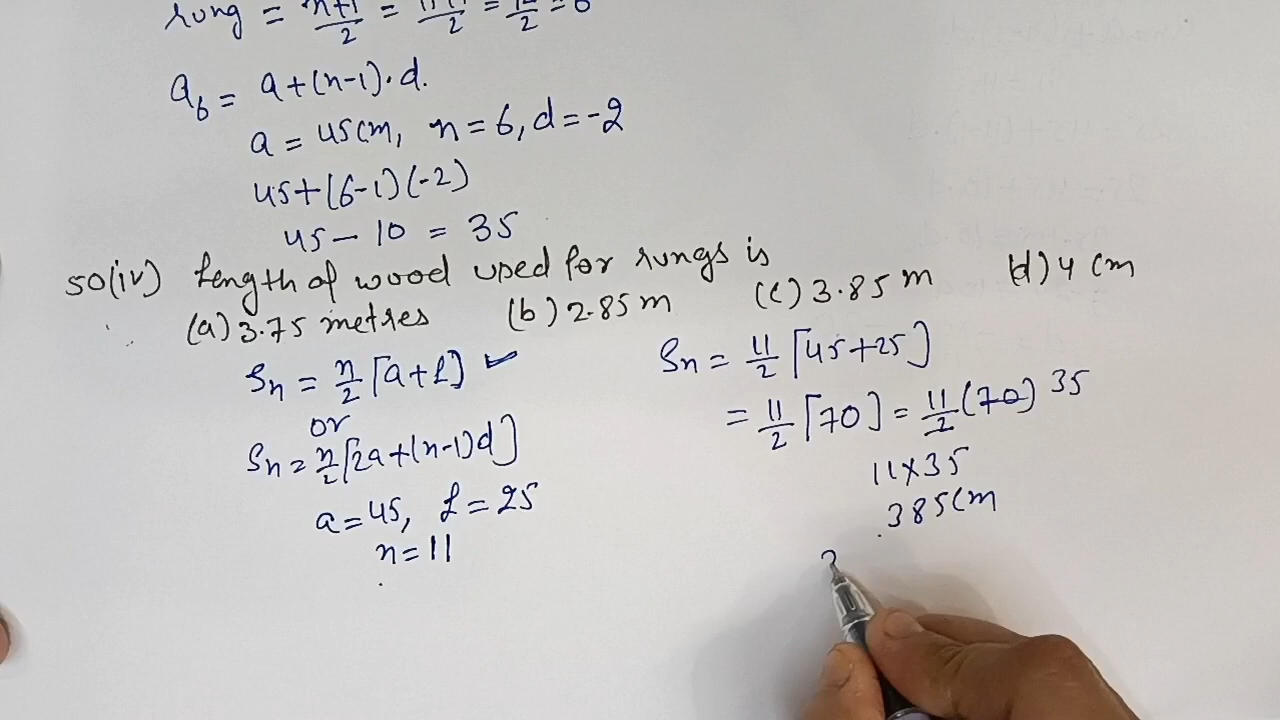 rung = n+1/2 = 11+1/2 = 12/2 = 6
a6 = a+(n-1).d.
a = 45cm, n=6, d=-2
45+(6-1)(-2)
45-10 = 35
50(iv) Length of wood used for rungs is
(a) 3.75 metres (b) 2.85 m (c) 3.85 m (d) 4 cm
Sn = n/2 [a+l] ✓
or
Sn = n/2 [2a+(n-1)d]
a=45, l=25
n=11
Sn = 11/2 [45+25]
= 11/2 [70] = 11/2 (70) 35
11×35
385cm